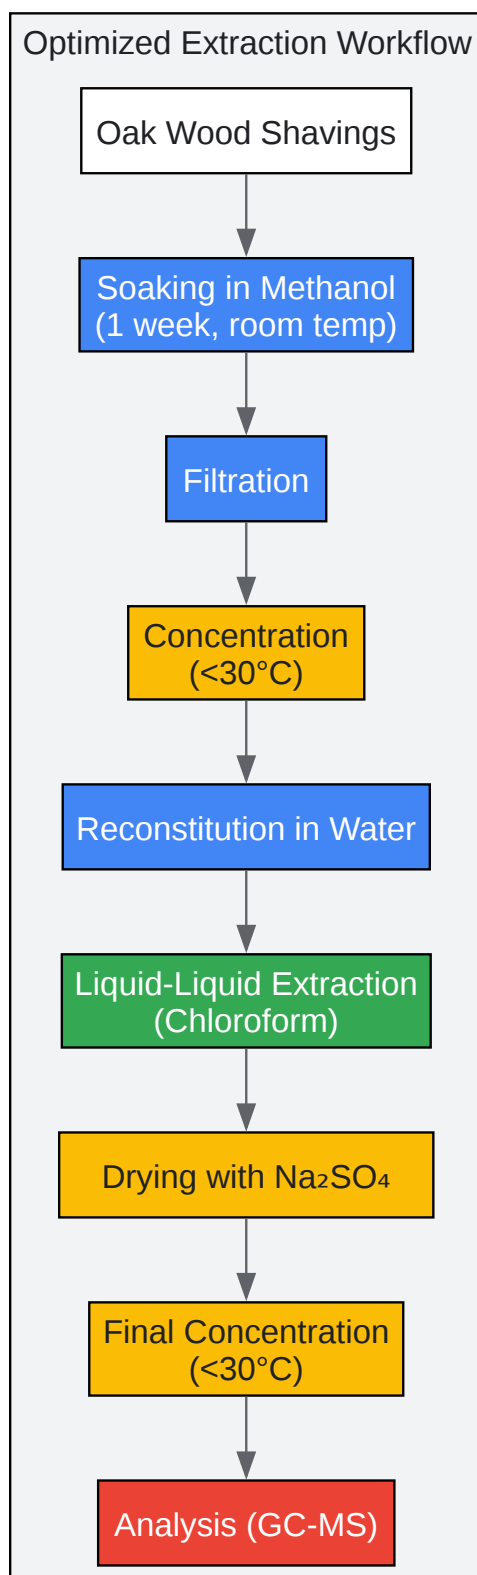 Optimized Extraction Workflow
Oak Wood Shavings
Soaking in Methanol
(1 week, room temp)
Filtration
Concentration
(<30°C)
Reconstitution in Water
Liquid-Liquid Extraction
(Chloroform)
Drying with Na₂SO₄
Final Concentration
(<30°C)
Analysis (GC-MS)